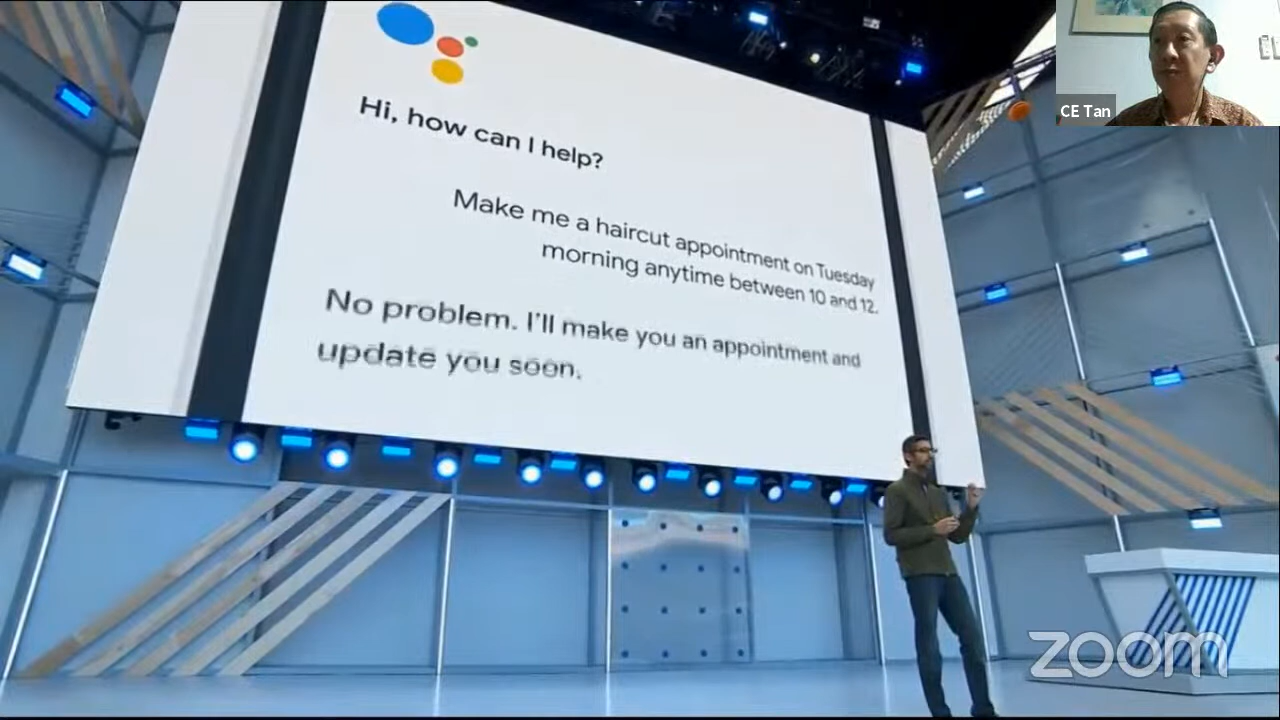 Hi, how can I help?
Make me a haircut appointment on Tuesday
morning anytime between 10 and 12.
No problem. I'll make you an appointment and
update you soon.
CE Tan
zoom